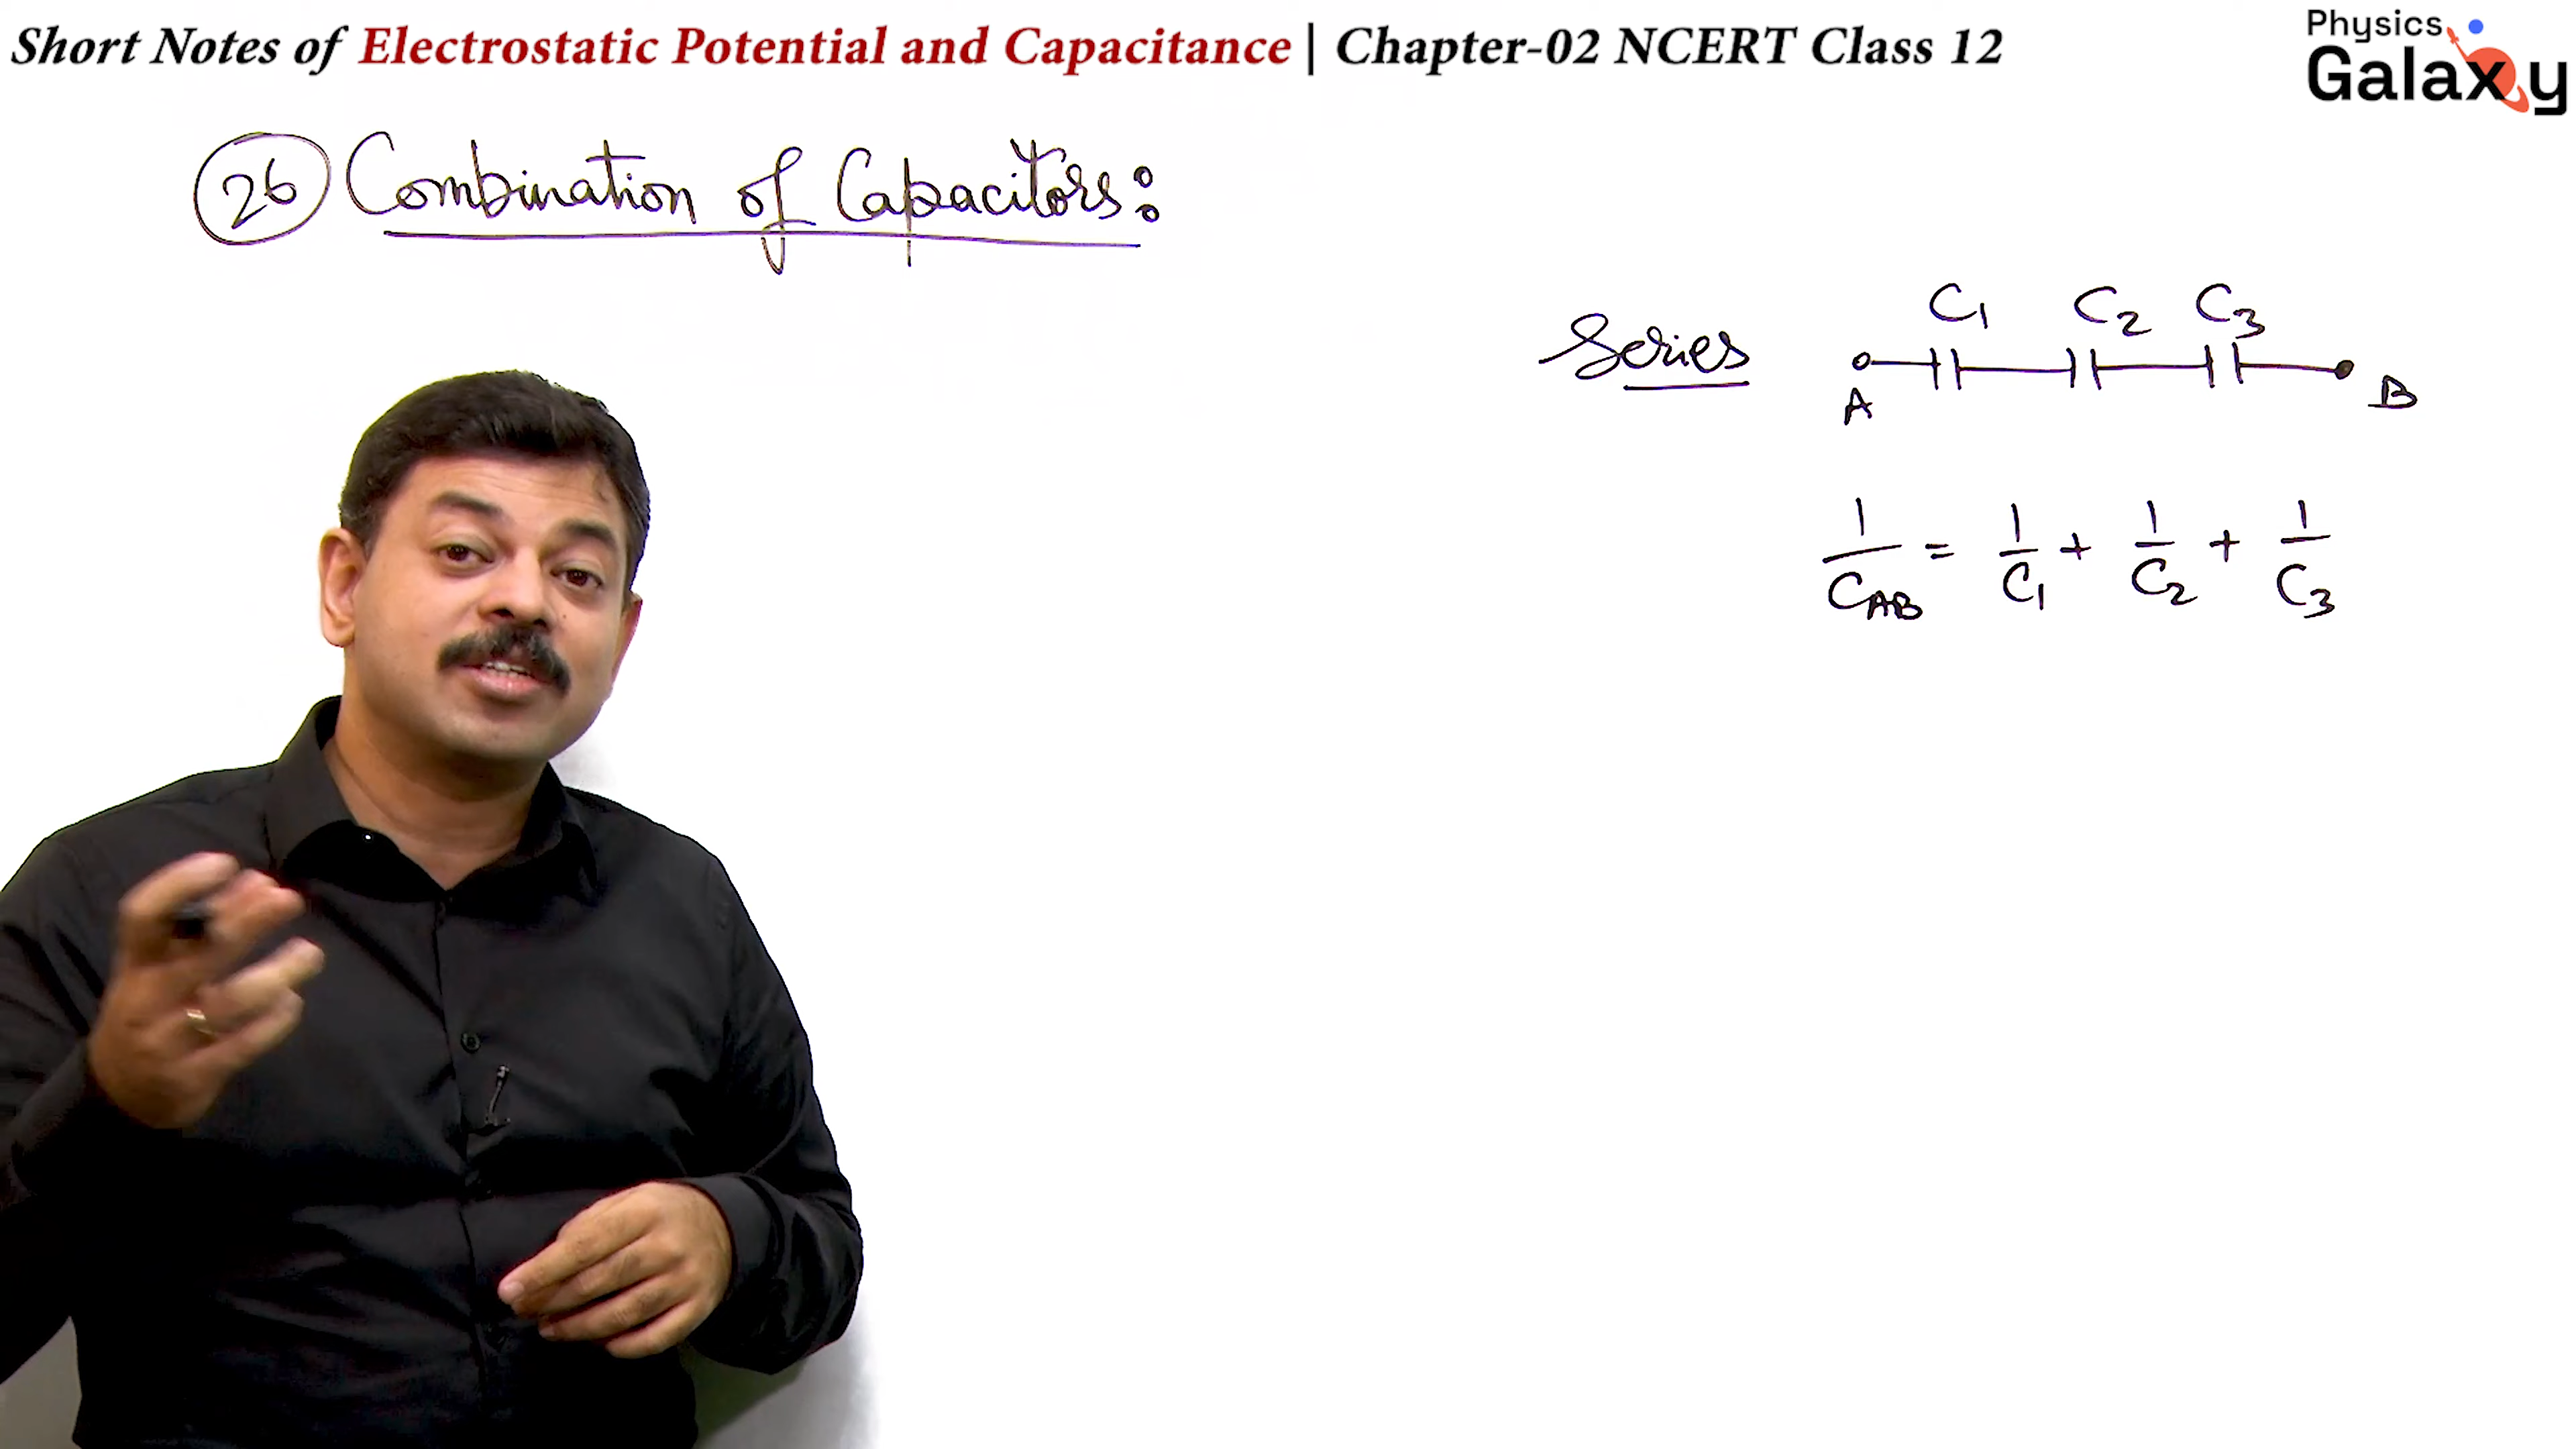 Short Notes of Electrostatic Potential and Capacitance | Chapter-02 NCERT Class 12
Physics
Galaxy
26 Combination of Capacitors:
Series
C1 C2 C3
A B
1/CAB = 1/C1 + 1/C2 + 1/C3